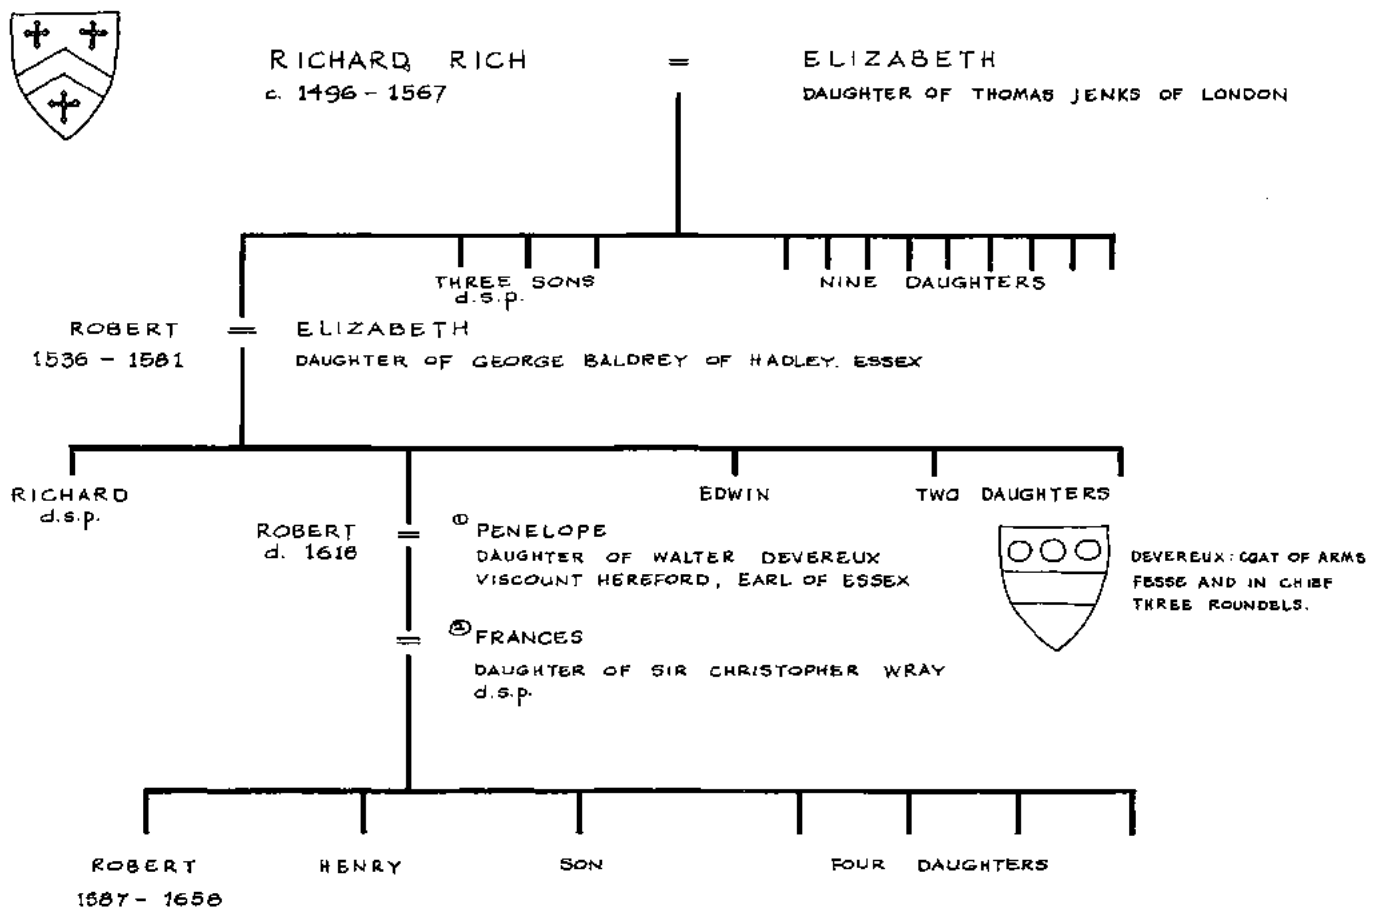 RICHARD RICH = ELIZABETH
c. 1496 - 1567 DAUGHTER OF THOMAS JENKS OF LONDON
THREE SONS NINE DAUGHTERS
d.s.p.
ROBERT = ELIZABETH
1536 - 1581 DAUGHTER OF GEORGE BALDREY OF HADLEY. ESSEX
RICHARD EDWIN TWO DAUGHTERS
d.s.p.
ROBERT = ① PENELOPE
d. 1618 DAUGHTER OF WALTER DEVEREUX
VISCOUNT HEREFORD, EARL OF ESSEX
DEVEREUX: COAT OF ARMS
FESSE AND IN CHIEF
THREE ROUNDELS.
= ② FRANCES
DAUGHTER OF SIR CHRISTOPHER WRAY
d.s.p.
ROBERT HENRY SON FOUR DAUGHTERS
1587 - 1658